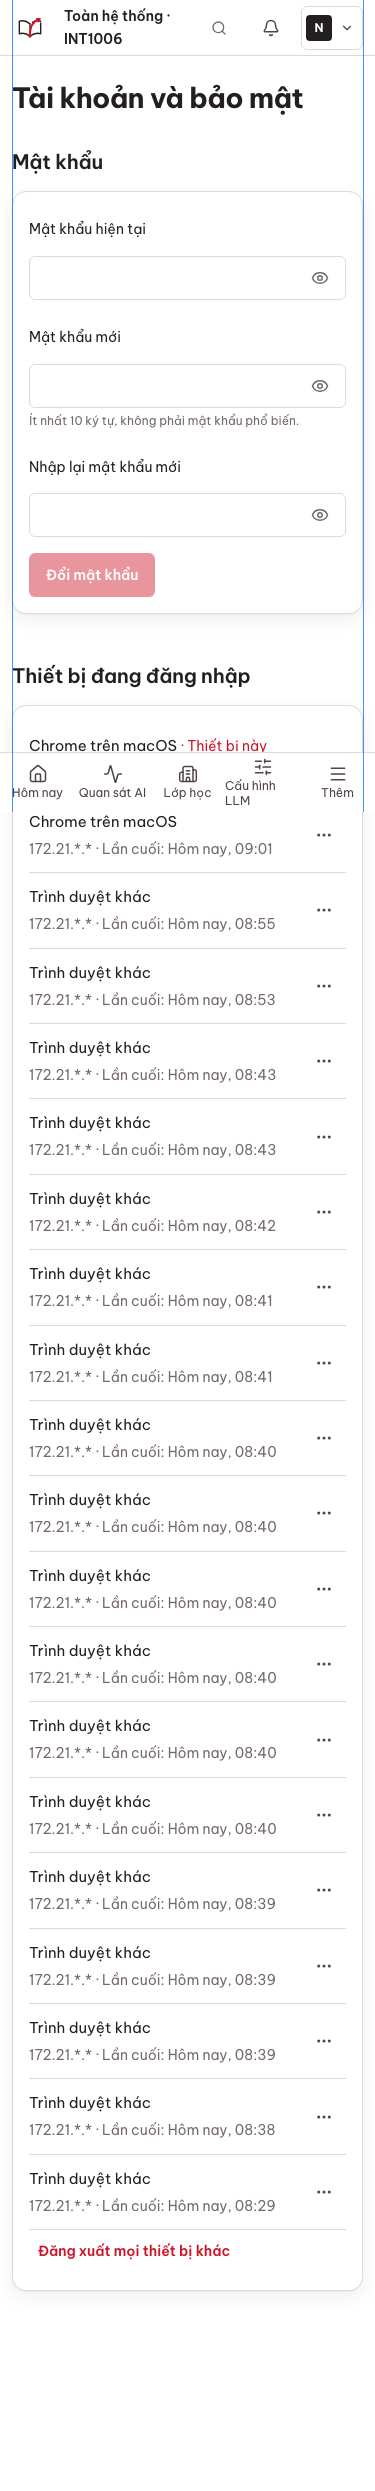 Toàn hệ thống ·
INT1006
N
Tài khoản và bảo mật
Mật khẩu
Mật khẩu hiện tại
Mật khẩu mới
Ít nhất 10 ký tự, không phải mật khẩu phổ biến.
Nhập lại mật khẩu mới
Đổi mật khẩu
Thiết bị đang đăng nhập
Chrome trên macOS · Thiết bị này
Hôm nay
Quan sát AI
Lớp học
Cấu hình
LLM
Thêm
Chrome trên macOS
172.21.*.* · Lần cuối: Hôm nay, 09:01
Trình duyệt khác
172.21.*.* · Lần cuối: Hôm nay, 08:55
Trình duyệt khác
172.21.*.* · Lần cuối: Hôm nay, 08:53
Trình duyệt khác
172.21.*.* · Lần cuối: Hôm nay, 08:43
Trình duyệt khác
172.21.*.* · Lần cuối: Hôm nay, 08:43
Trình duyệt khác
172.21.*.* · Lần cuối: Hôm nay, 08:42
Trình duyệt khác
172.21.*.* · Lần cuối: Hôm nay, 08:41
Trình duyệt khác
172.21.*.* · Lần cuối: Hôm nay, 08:41
Trình duyệt khác
172.21.*.* · Lần cuối: Hôm nay, 08:40
Trình duyệt khác
172.21.*.* · Lần cuối: Hôm nay, 08:40
Trình duyệt khác
172.21.*.* · Lần cuối: Hôm nay, 08:40
Trình duyệt khác
172.21.*.* · Lần cuối: Hôm nay, 08:40
Trình duyệt khác
172.21.*.* · Lần cuối: Hôm nay, 08:40
Trình duyệt khác
172.21.*.* · Lần cuối: Hôm nay, 08:40
Trình duyệt khác
172.21.*.* · Lần cuối: Hôm nay, 08:39
Trình duyệt khác
172.21.*.* · Lần cuối: Hôm nay, 08:39
Trình duyệt khác
172.21.*.* · Lần cuối: Hôm nay, 08:39
Trình duyệt khác
172.21.*.* · Lần cuối: Hôm nay, 08:38
Trình duyệt khác
172.21.*.* · Lần cuối: Hôm nay, 08:29
Đăng xuất mọi thiết bị khác